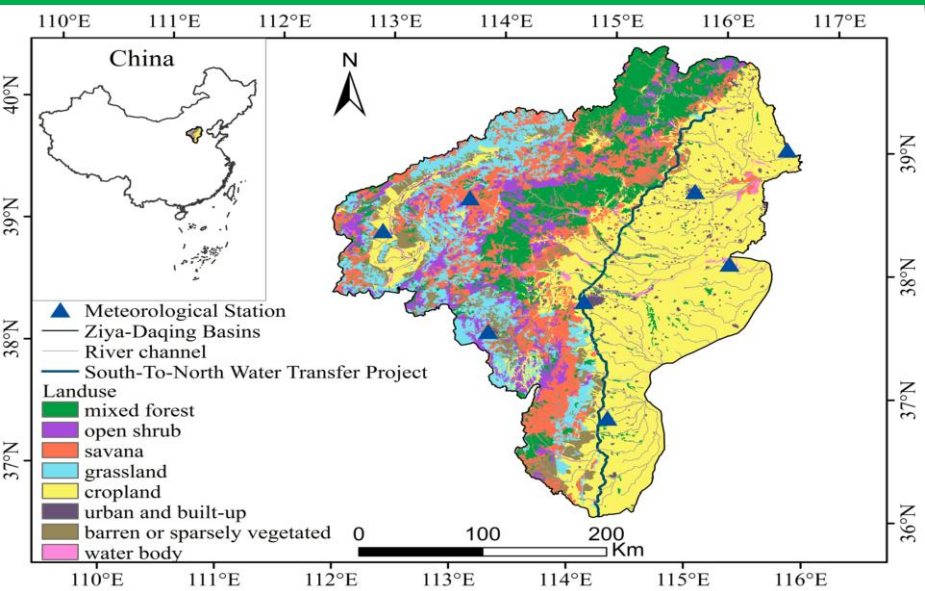 110°E 111°E 112°E 113°E 114°E 115°E 116°E 117°E
China
N
40°N
39°N
38°N
37°N
39°N
38°N
37°N
36°N
Meteorological Station
Ziya-Daqing Basins
River channel
South-To-North Water Transfer Project
Landuse
mixed forest
open shrub
savana
grassland
cropland
urban and built-up
barren or sparsely vegetated
water body
0 100 200
Km
110°E 111°E 112°E 113°E 114°E 115°E 116°E